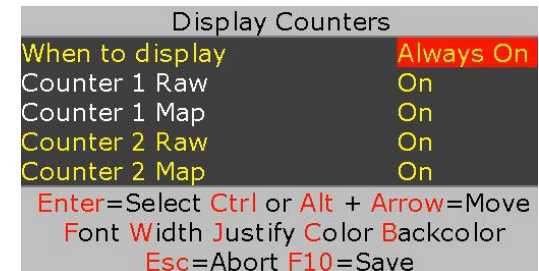 Display Counters
When to display Always On
Counter 1 Raw On
Counter 1 Map On
Counter 2 Raw On
Counter 2 Map On
Enter=Select Ctrl or Alt + Arrow=Move
Font Width Justify Color Backcolor
Esc=Abort F10=Save